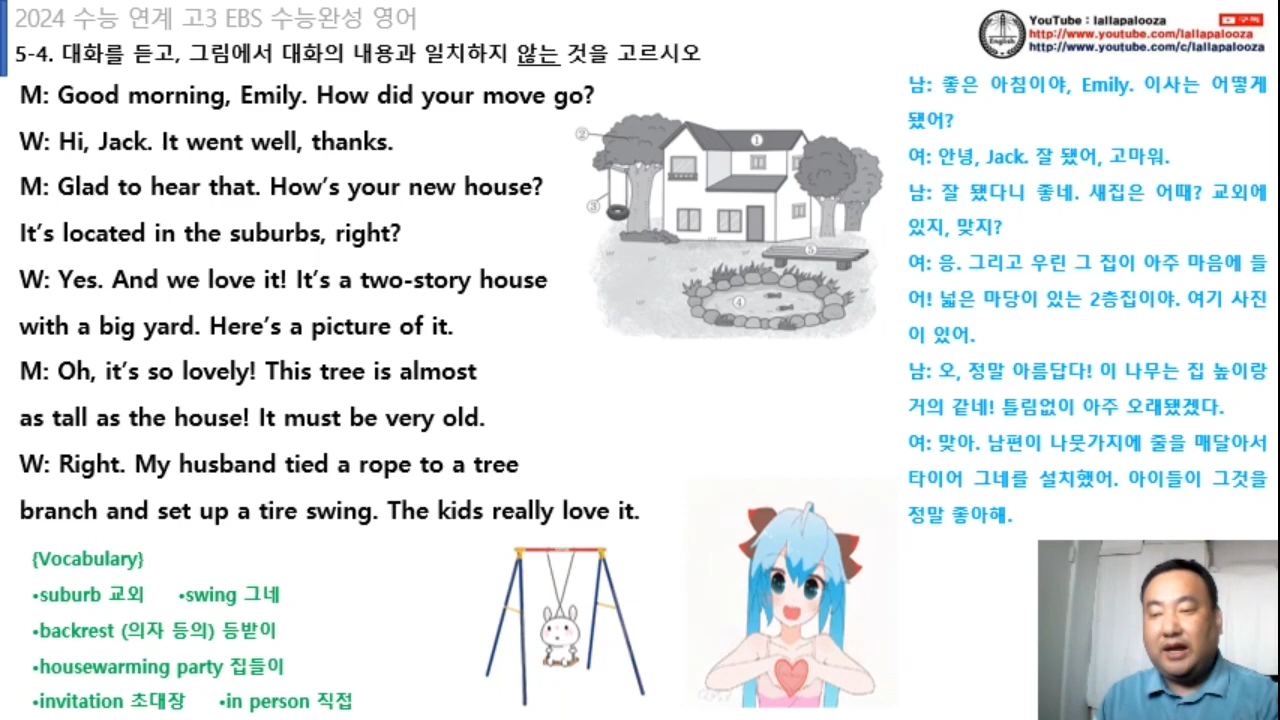 2024 수능 연계 고3 EBS 수능완성 영어
5-4. 대화를 듣고, 그림에서 대화의 내용과 일치하지 않는 것을 고르시오
YouTube : lallapalooza
구독
http://www.youtube.com/lallapalooza
http://www.youtube.com/c/lallapalooza
English
M: Good morning, Emily. How did your move go?
W: Hi, Jack. It went well, thanks.
M: Glad to hear that. How's your new house?
It's located in the suburbs, right?
W: Yes. And we love it! It's a two-story house
with a big yard. Here's a picture of it.
M: Oh, it's so lovely! This tree is almost
as tall as the house! It must be very old.
W: Right. My husband tied a rope to a tree
branch and set up a tire swing. The kids really love it.
①
②
③
④
⑤
남: 좋은 아침이야, Emily. 이사는 어떻게
됐어?
여: 안녕, Jack. 잘 됐어, 고마워.
남: 잘 됐다니 좋네. 새집은 어때? 교외에
있지, 맞지?
여: 응. 그리고 우린 그 집이 아주 마음에 들
어! 넓은 마당이 있는 2층집이야. 여기 사진
이 있어.
남: 오, 정말 아름답다! 이 나무는 집 높이랑
거의 같네! 틀림없이 아주 오래됐겠다.
여: 맞아. 남편이 나뭇가지에 줄을 매달아서
타이어 그네를 설치했어. 아이들이 그것을
정말 좋아해.
{Vocabulary}
•suburb 교외 •swing 그네
•backrest (의자 등의) 등받이
•housewarming party 집들이
•invitation 초대장 •in person 직접